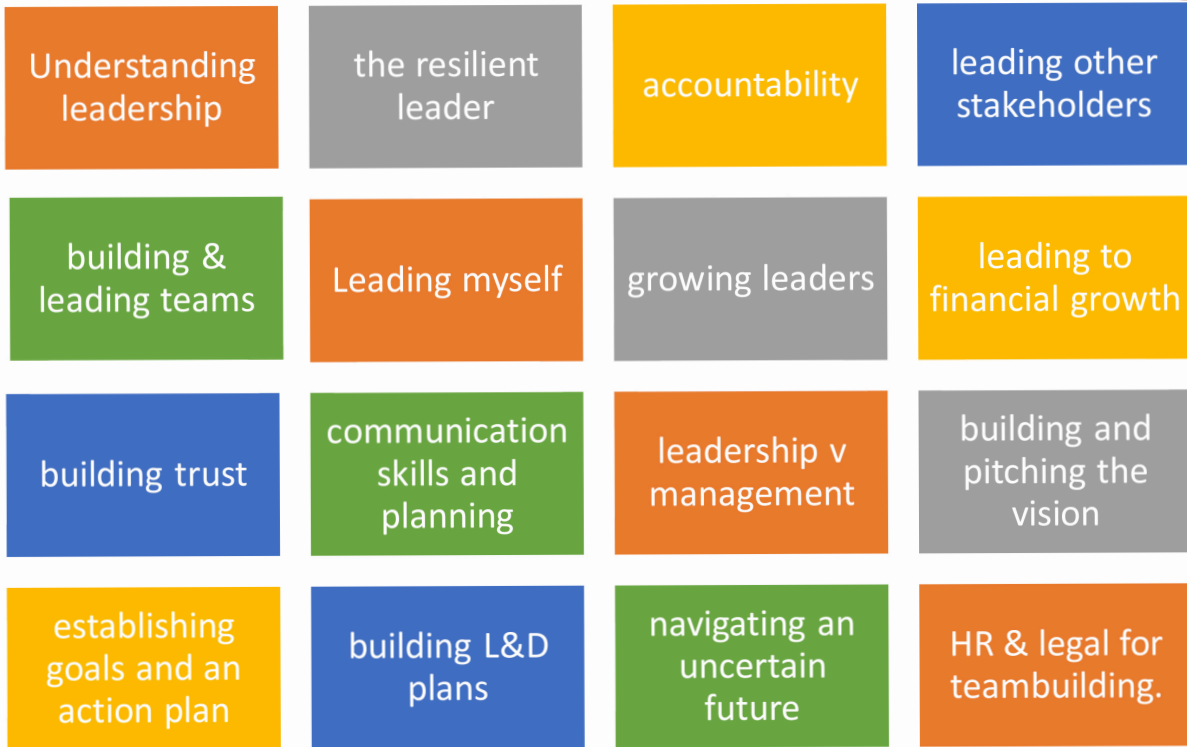 Understanding
leadership
the resilient
leader
accountability
leading other
stakeholders
building &
leading teams
Leading myself
growing leaders
leading to
financial growth
building trust
communication
skills and
planning
leadership v
management
building and
pitching the
vision
establishing
goals and an
action plan
building L&D
plans
navigating an
uncertain
future
HR & legal for
teambuilding.